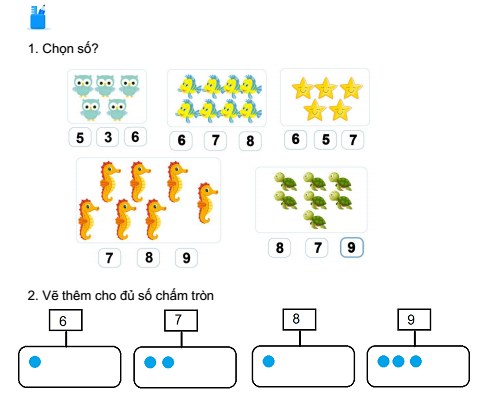 1. Chọn số?
5 3 6
6 7 8
6 5 7
7 8 9
8 7 9
2. Vẽ thêm cho đủ số chấm tròn
6 7 8 9